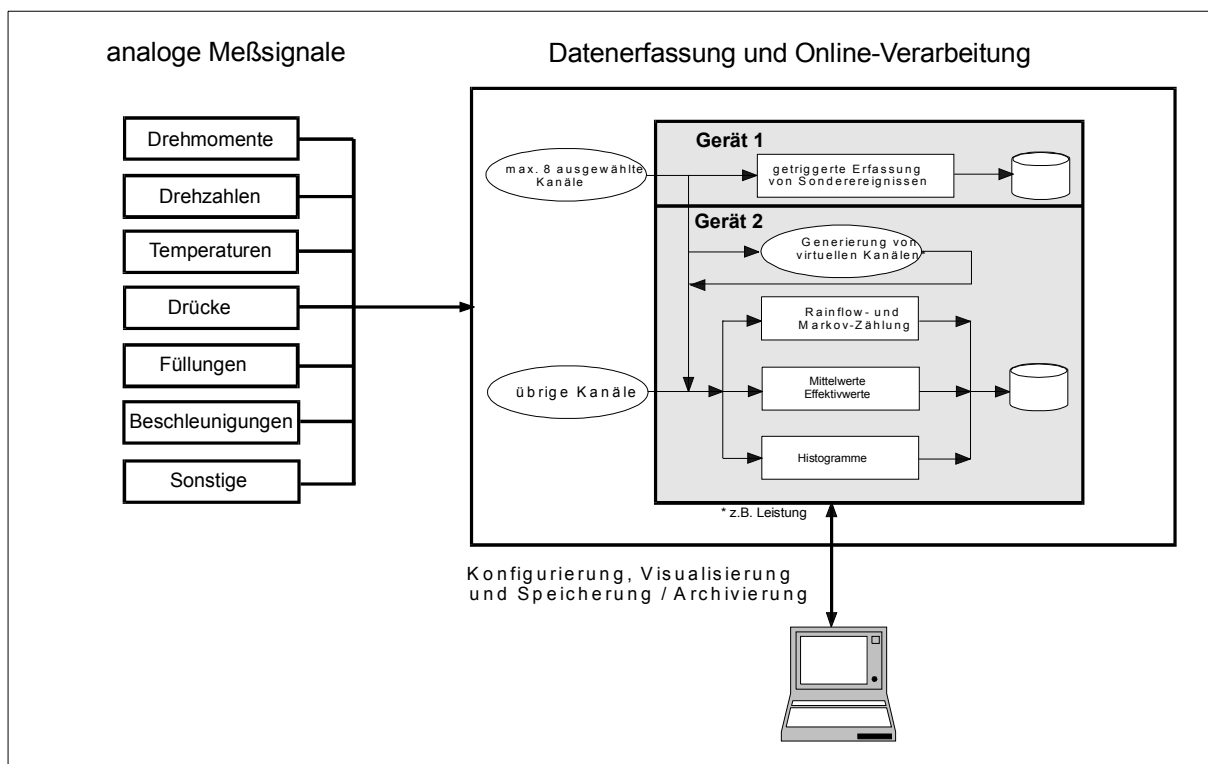 analoge Meßsignale
Datenerfassung und Online-Verarbeitung
Drehmomente
Drehzahlen
Temperaturen
Drücke
Füllungen
Beschleunigungen
Sonstige
max. 8 ausgewählte
Kanäle
übrige Kanäle
Gerät 1
getriggerte Erfassung
von Sonderereignissen
Gerät 2
Generierung von
virtuellen Kanälen*
Rainflow- und
Markov-Zählung
Mittelwerte
Effektivwerte
Histogramme
* z.B. Leistung
Konfigurierung, Visualisierung
und Speicherung / Archivierung